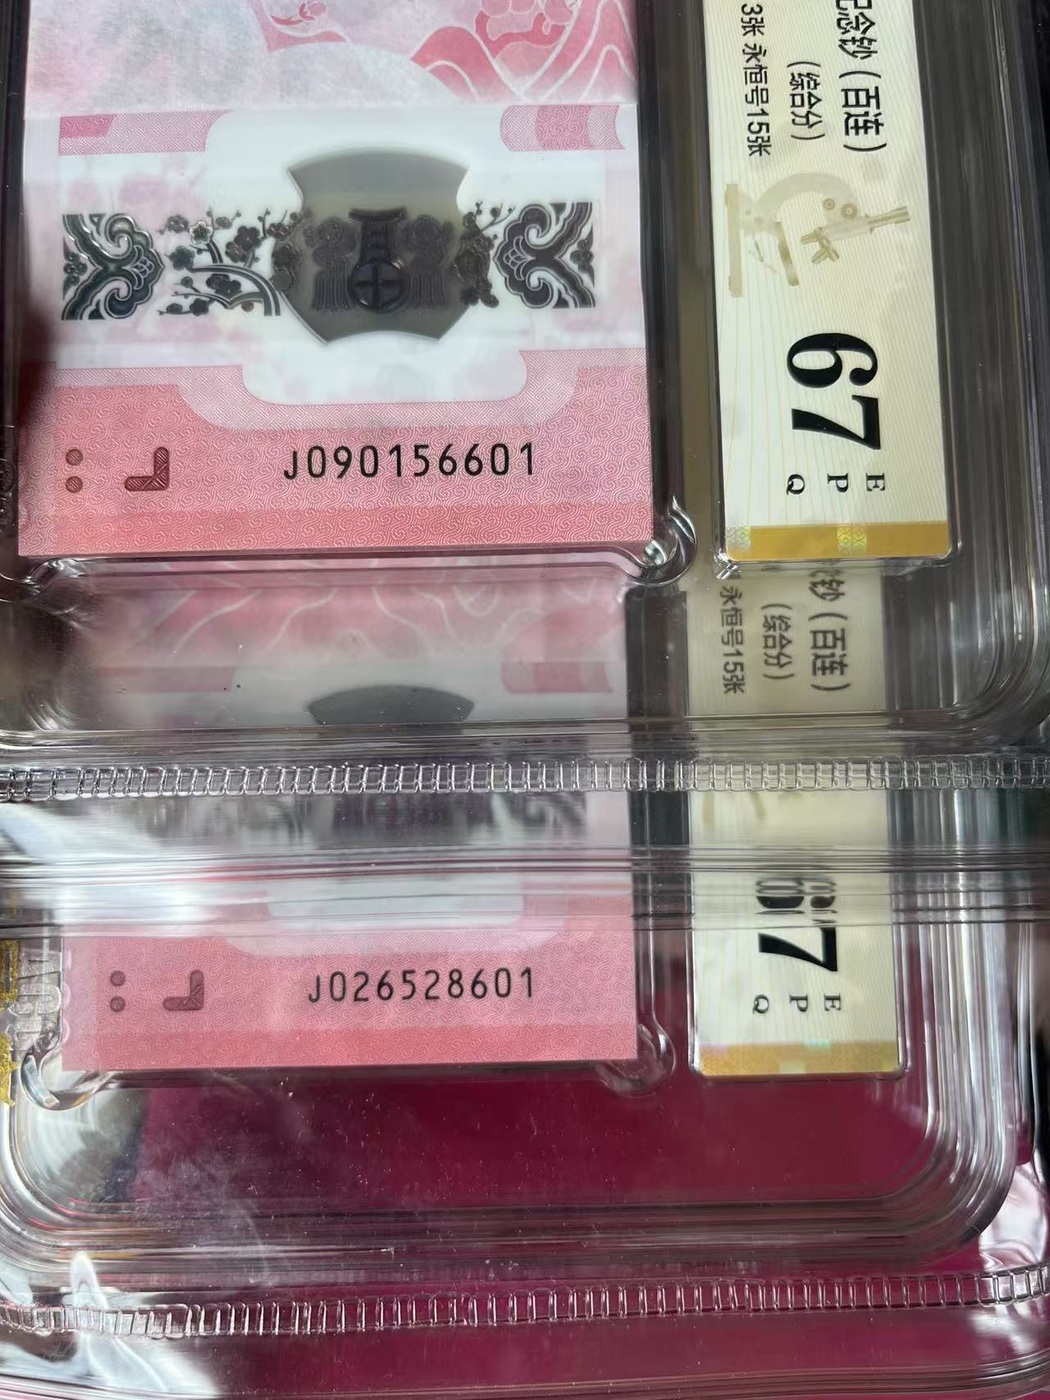 纪念钞（百连）
（综合分）
3张 永恒号15张
67
E
P
Q
J090156601
钞（百连）
（综合分）
永恒号15张
67
E
P
Q
J026528601